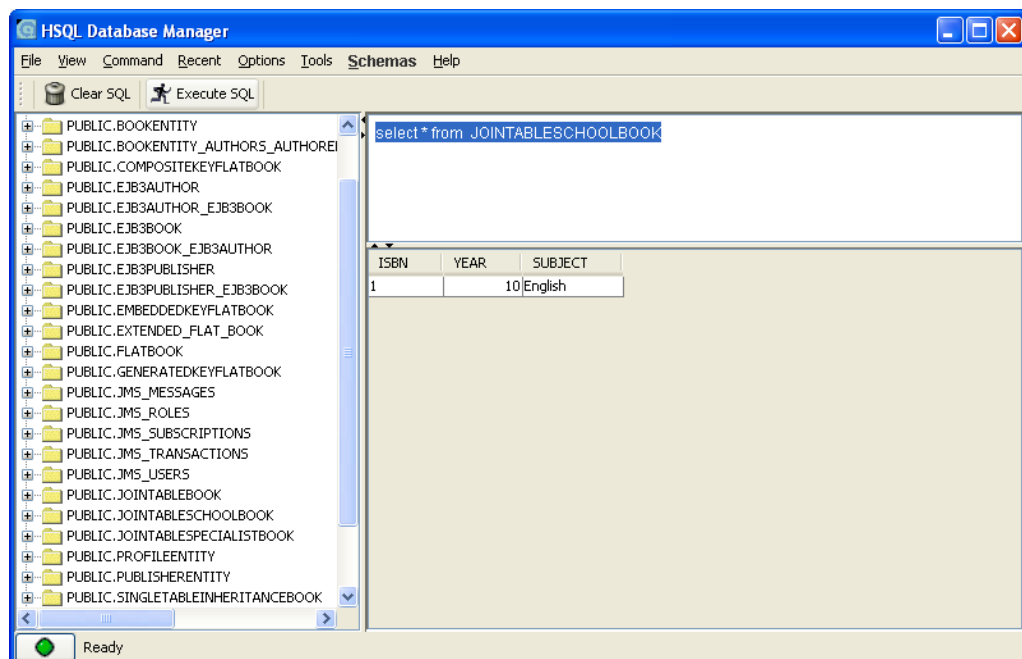 HSQL Database Manager
File View Command Recent Options Tools Schemas Help
Clear SQL Execute SQL
PUBLIC.BOOKENTITY
PUBLIC.BOOKENTITY_AUTHORS_AUTHOREI
PUBLIC.COMPOSITEKEYFLATBOOK
PUBLIC.EJB3AUTHOR
PUBLIC.EJB3AUTHOR_EJB3BOOK
PUBLIC.EJB3BOOK
PUBLIC.EJB3BOOK_EJB3AUTHOR
PUBLIC.EJB3PUBLISHER
PUBLIC.EJB3PUBLISHER_EJB3BOOK
PUBLIC.EMBEDDEDKEYFLATBOOK
PUBLIC.EXTENDED_FLAT_BOOK
PUBLIC.FLATBOOK
PUBLIC.GENERATEDKEYFLATBOOK
PUBLIC.JMS_MESSAGES
PUBLIC.JMS_ROLES
PUBLIC.JMS_SUBSCRIPTIONS
PUBLIC.JMS_TRANSACTIONS
PUBLIC.JMS_USERS
PUBLIC.JOINTABLEBOOK
PUBLIC.JOINTABLESCHOOLBOOK
PUBLIC.JOINTABLESPECIALISTBOOK
PUBLIC.PROFILEENTITY
PUBLIC.PUBLISHERENTITY
PUBLIC.SINGLETABLEINHERITANCEBOOK
select * from JOINTABLESCHOOLBOOK
ISBN YEAR SUBJECT
1 10 English
Ready